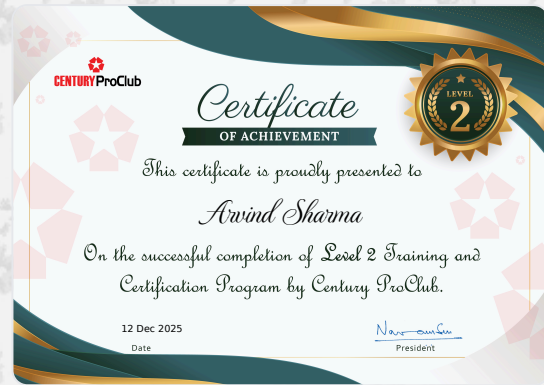 CENTURY ProClub
Certificate
OF ACHIEVEMENT
LEVEL
2
This certificate is proudly presented to
Arvind Sharma
On the successful completion of Level 2 Training and
Certification Program by Century ProClub.
12 Dec 2025
Date
President